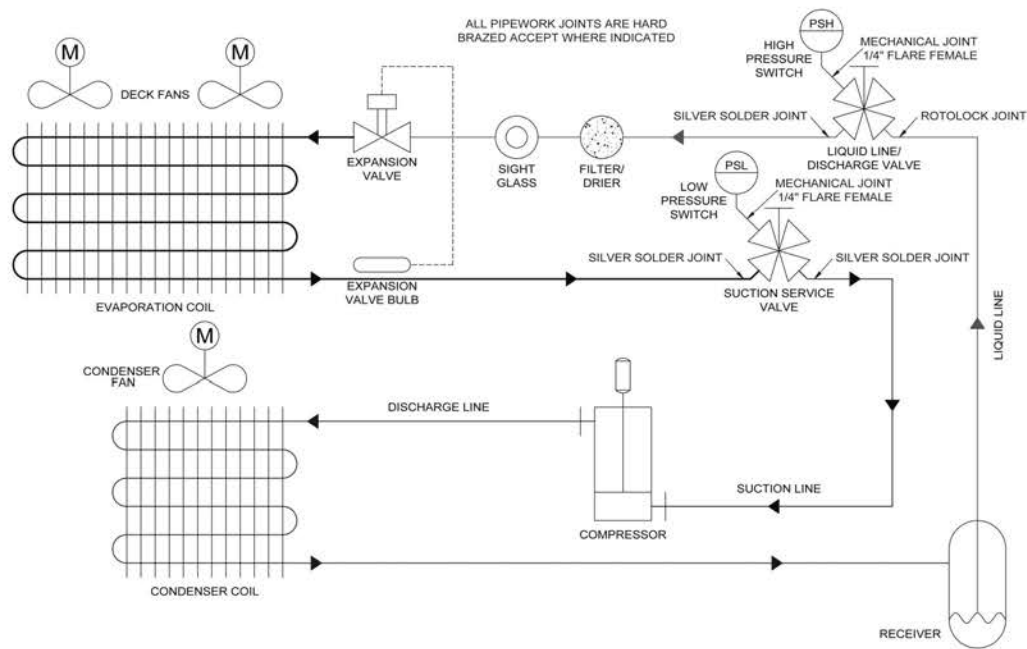 ALL PIPEWORK JOINTS ARE HARD
BRAZED ACCEPT WHERE INDICATED
PSH
HIGH
PRESSURE
SWITCH
MECHANICAL JOINT
1/4" FLARE FEMALE
M
M
DECK FANS
SILVER SOLDER JOINT
ROTOLOCK JOINT
EXPANSION
VALVE
SIGHT
GLASS
FILTER/
DRIER
LIQUID LINE/
DISCHARGE VALVE
PSL
LOW
PRESSURE
SWITCH
MECHANICAL JOINT
1/4" FLARE FEMALE
SILVER SOLDER JOINT
SILVER SOLDER JOINT
EXPANSION
VALVE BULB
SUCTION SERVICE
VALVE
EVAPORATION COIL
LIQUID LINE
M
CONDENSER
FAN
DISCHARGE LINE
SUCTION LINE
COMPRESSOR
CONDENSER COIL
RECEIVER